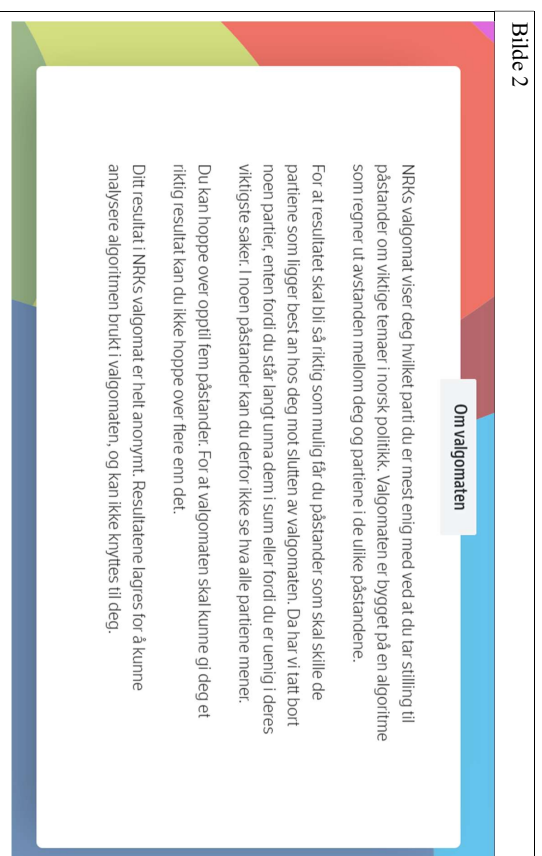 Bilde 2
Om valgomaten
NRKs valgomat viser deg hvilket parti du er mest enig med ved at du tar stilling til
påstander om viktige temaer i norsk politikk. Valgomaten er bygget på en algoritme
som regner ut avstanden mellom deg og partiene i de ulike påstandene.
For at resultatet skal bli så riktig som mulig får du påstander som skal skille de
partiene som ligger best an hos deg mot slutten av valgomaten. Da har vi tatt bort
noen partier, enten fordi du står langt unna dem i sum eller fordi du er uenig i deres
viktigste saker. I noen påstander kan du derfor ikke se hva alle partiene mener.
Du kan hoppe over opptil fem påstander. For at valgomaten skal kunne gi deg et
riktig resultat kan du ikke hoppe over flere enn det.
Ditt resultat i NRKs valgomat er helt anonymt. Resultatene lagres for å kunne
analysere algoritmen brukt i valgomaten, og kan ikke knyttes til deg.